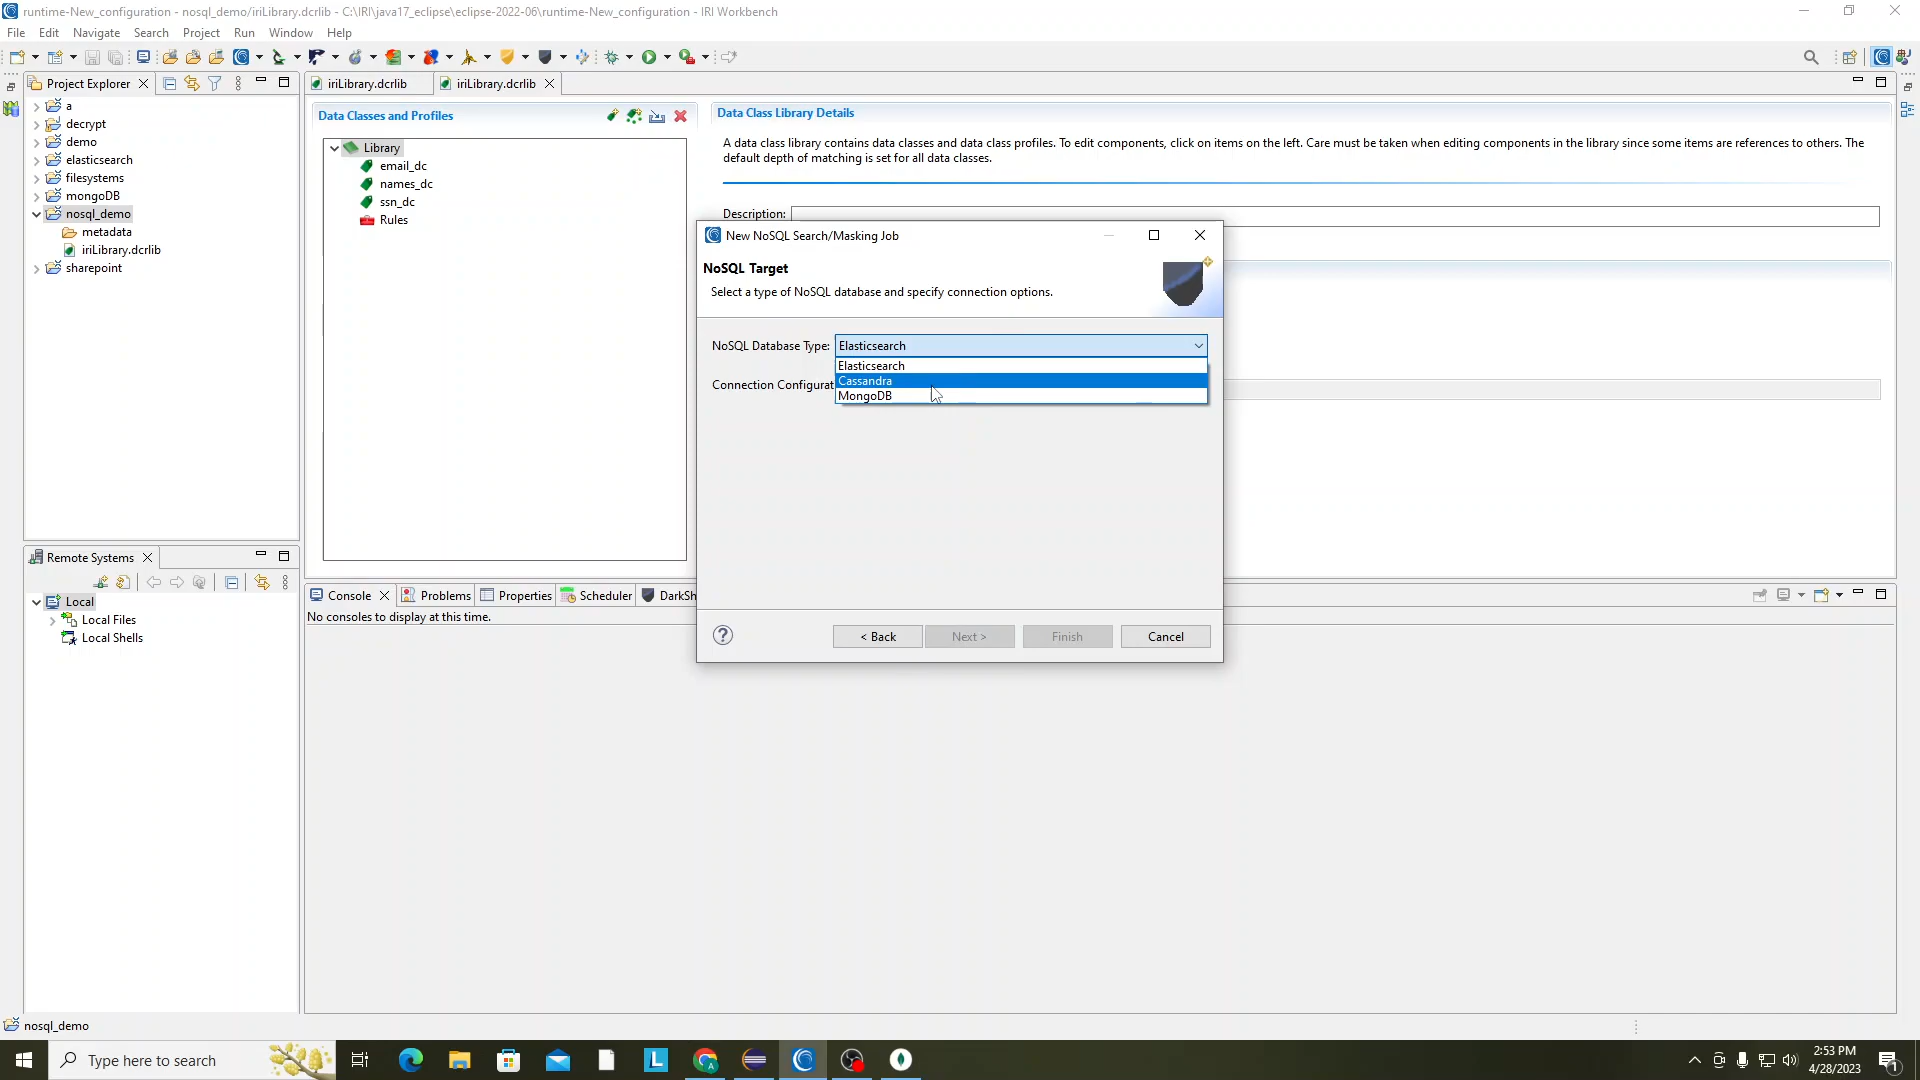 runtime-New_configuration - nosql_demo/iriLibrary.dcrlib - C:\IRI\java17_eclipse\eclipse-2022-06\runtime-New_configuration - IRI Workbench
File Edit Navigate Search Project Run Window Help
Project Explorer
a
decrypt
demo
elasticsearch
filesystems
mongoDB
nosql_demo
metadata
iriLibrary.dcrlib
sharepoint
iriLibrary.dcrlib
iriLibrary.dcrlib
Data Classes and Profiles
Library
email_dc
names_dc
ssn_dc
Rules
Data Class Library Details
A data class library contains data classes and data class profiles. To edit components, click on items on the left. Care must be taken when editing components in the library since some items are references to others. The
default depth of matching is set for all data classes.
Description:
New NoSQL Search/Masking Job
NoSQL Target
Select a type of NoSQL database and specify connection options.
NoSQL Database Type: Elasticsearch
Elasticsearch
Cassandra
MongoDB
Connection Configurat
< Back Next > Finish Cancel
Remote Systems
Local
Local Files
Local Shells
Console Problems Properties Scheduler DarkSh
No consoles to display at this time.
nosql_demo
Type here to search
2:53 PM
4/28/2023
1